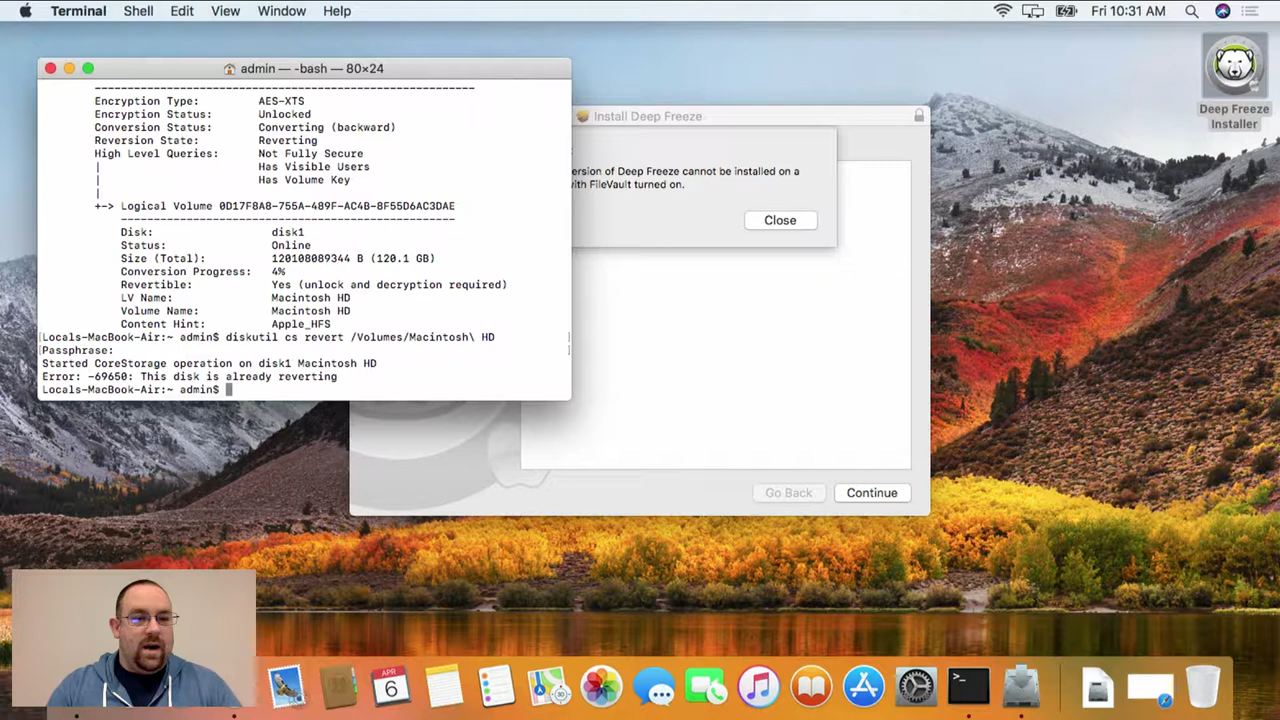 Terminal Shell Edit View Window Help
Fri 10:31 AM
Deep Freeze
Installer
admin — -bash — 80×24
Encryption Type: AES-XTS
Encryption Status: Unlocked
Conversion Status: Converting (backward)
Reversion State: Reverting
High Level Queries: Not Fully Secure
| Has Visible Users
| Has Volume Key
|
+-> Logical Volume 0D17F8A8-755A-489F-AC4B-8F55D6AC3DAE
Disk: disk1
Status: Online
Size (Total): 120108089344 B (120.1 GB)
Conversion Progress: 4%
Revertible: Yes (unlock and decryption required)
LV Name: Macintosh HD
Volume Name: Macintosh HD
Content Hint: Apple_HFS
[Locals-MacBook-Air:~ admin$ diskutil cs revert /Volumes/Macintosh\ HD ]
[Passphrase: ]
Started CoreStorage operation on disk1 Macintosh HD
Error: -69650: This disk is already reverting
Locals-MacBook-Air:~ admin$
Install Deep Freeze
ersion of Deep Freeze cannot be installed on a
with FileVault turned on.
Close
Go Back Continue
APR
6